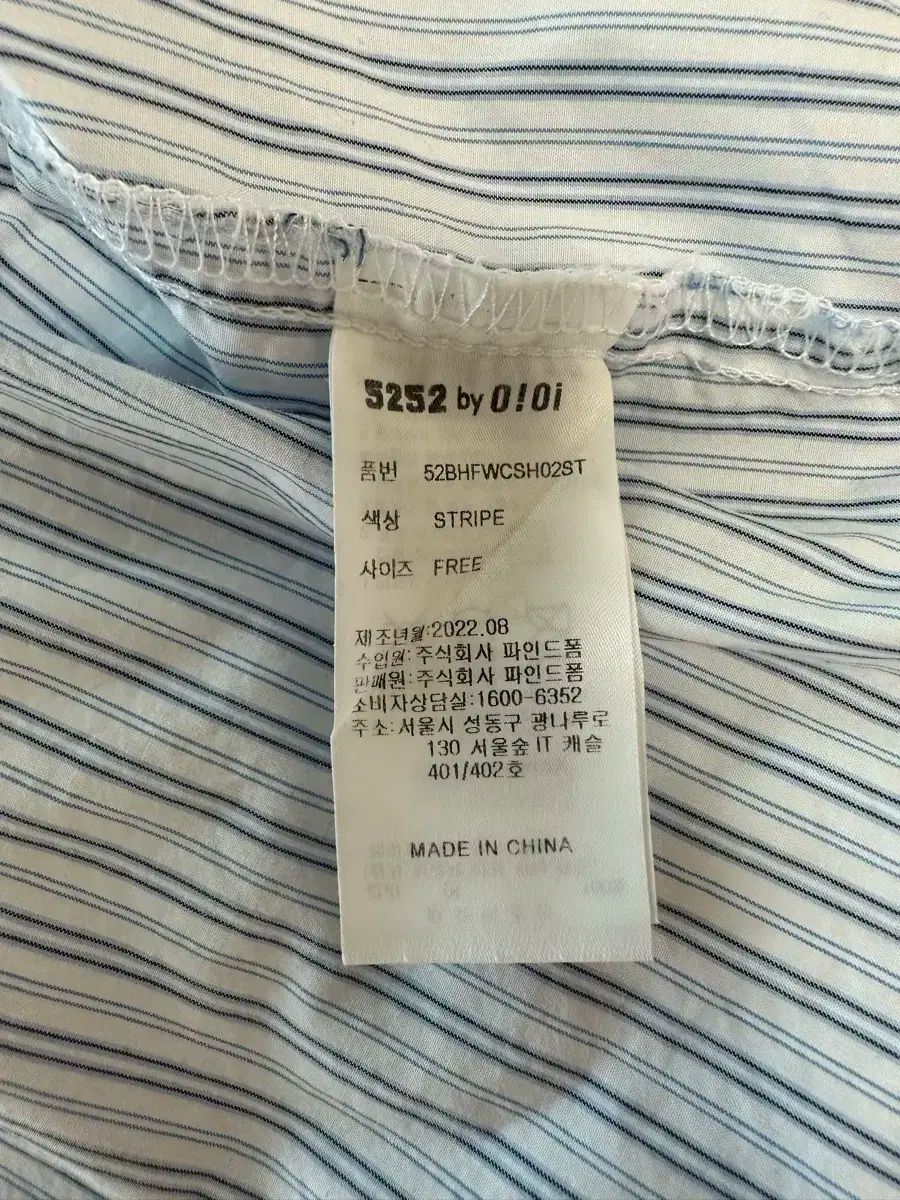 5252 by O!Oi
품번 52BHFWCSH02ST
색상 STRIPE
사이즈 FREE
제조년월:2022.08
수입원:주식회사 파인드폼
판매원:주식회사 파인드폼
소비자상담실:1600-6352
주소:서울시 성동구 광나루로
130 서울숲 IT 캐슬
401/402호
MADE IN CHINA